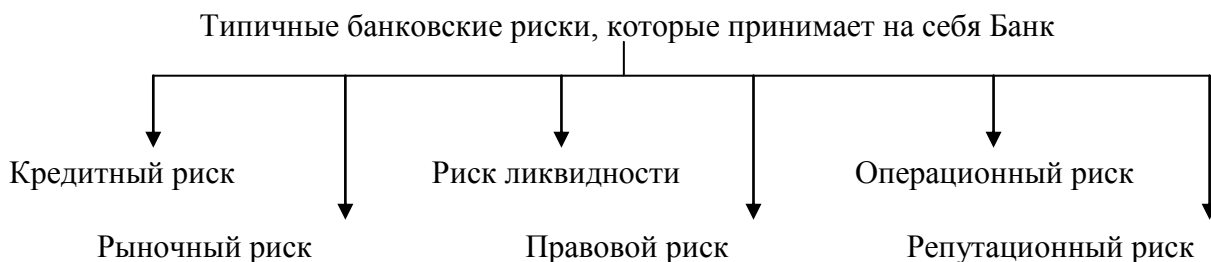 Типичные банковские риски, которые принимает на себя Банк
Кредитный риск
Риск ликвидности
Операционный риск
Рыночный риск
Правовой риск
Репутационный риск